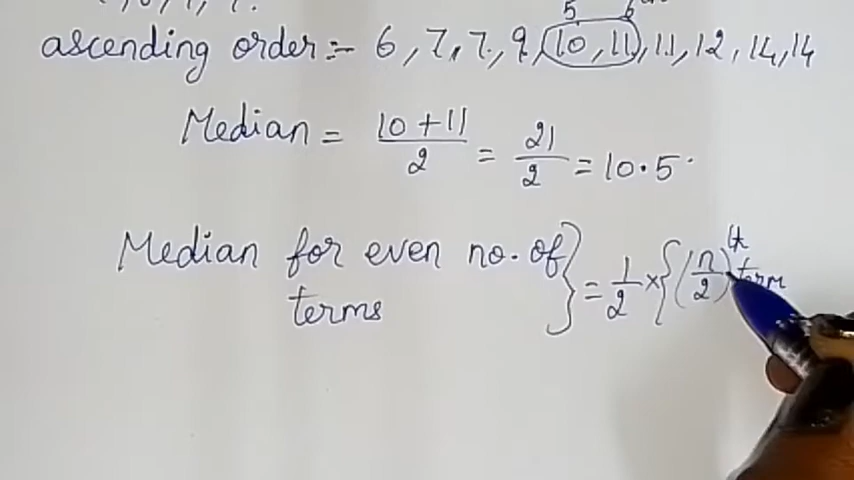 5 6
ascending order:- 6, 7, 7, 9, 10, 11, 11, 12, 14, 14
Median = 10+11/2 = 21/2 = 10.5
Median for even no. of terms } = 1/2 × { (n/2)th term